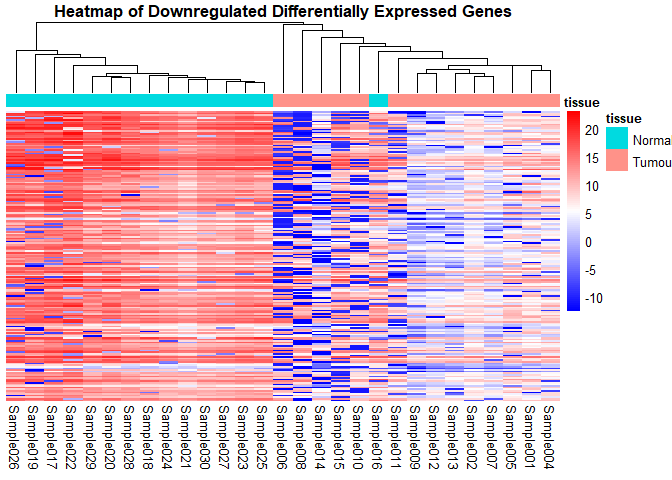 Heatmap of Downregulated Differentially Expressed Genes
tissue
tissue
Norma
Tumou
20
15
10
5
0
-5
-10
Sample026
Sample019
Sample017
Sample022
Sample029
Sample020
Sample028
Sample018
Sample024
Sample021
Sample030
Sample027
Sample023
Sample025
Sample006
Sample008
Sample014
Sample015
Sample010
Sample016
Sample011
Sample009
Sample012
Sample013
Sample002
Sample007
Sample005
Sample001
Sample004